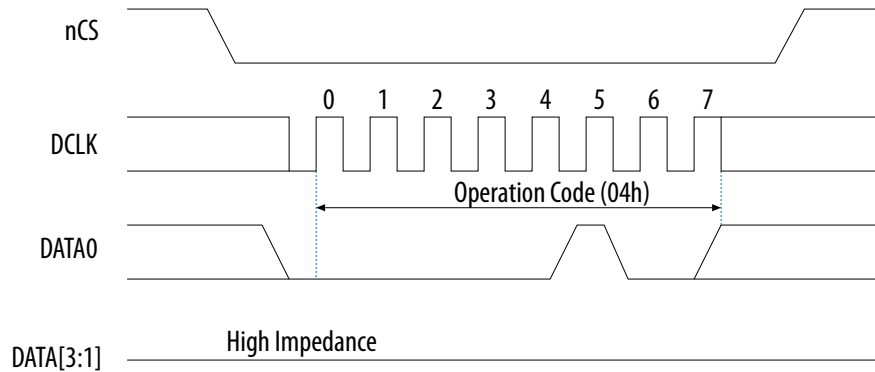 nCS
0 1 2 3 4 5 6 7
DCLK
Operation Code (04h)
DATA0
High Impedance
DATA[3:1]